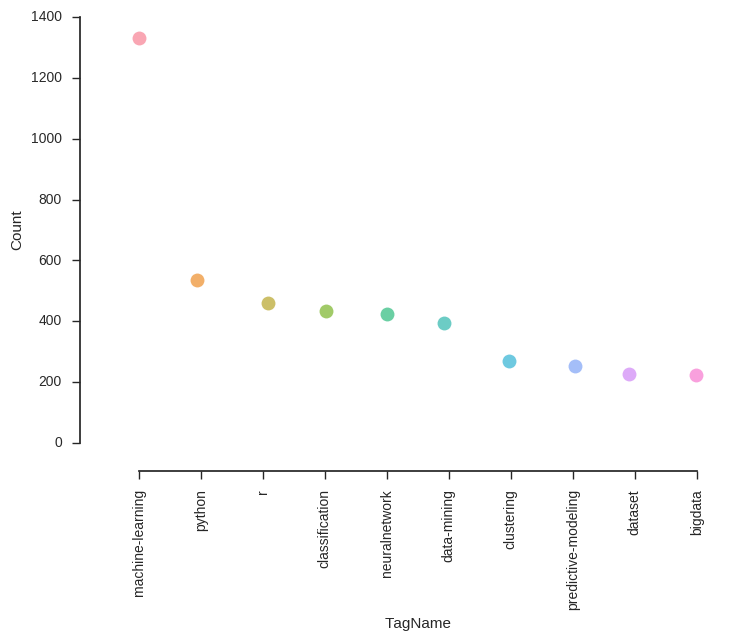 1400
1200
1000
800
600
400
200
0
Count
machine-learning
python
r
classification
neuralnetwork
data-mining
clustering
predictive-modeling
dataset
bigdata
TagName